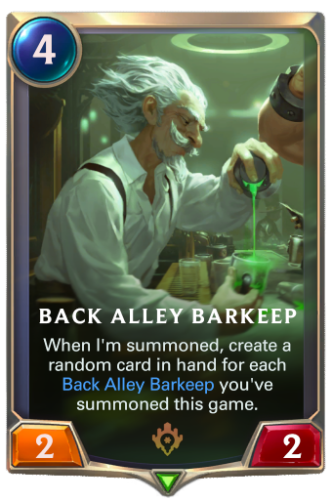 4
BACK ALLEY BARKEEP
When I'm summoned, create a
random card in hand for each
Back Alley Barkeep you've
summoned this game.
2
2